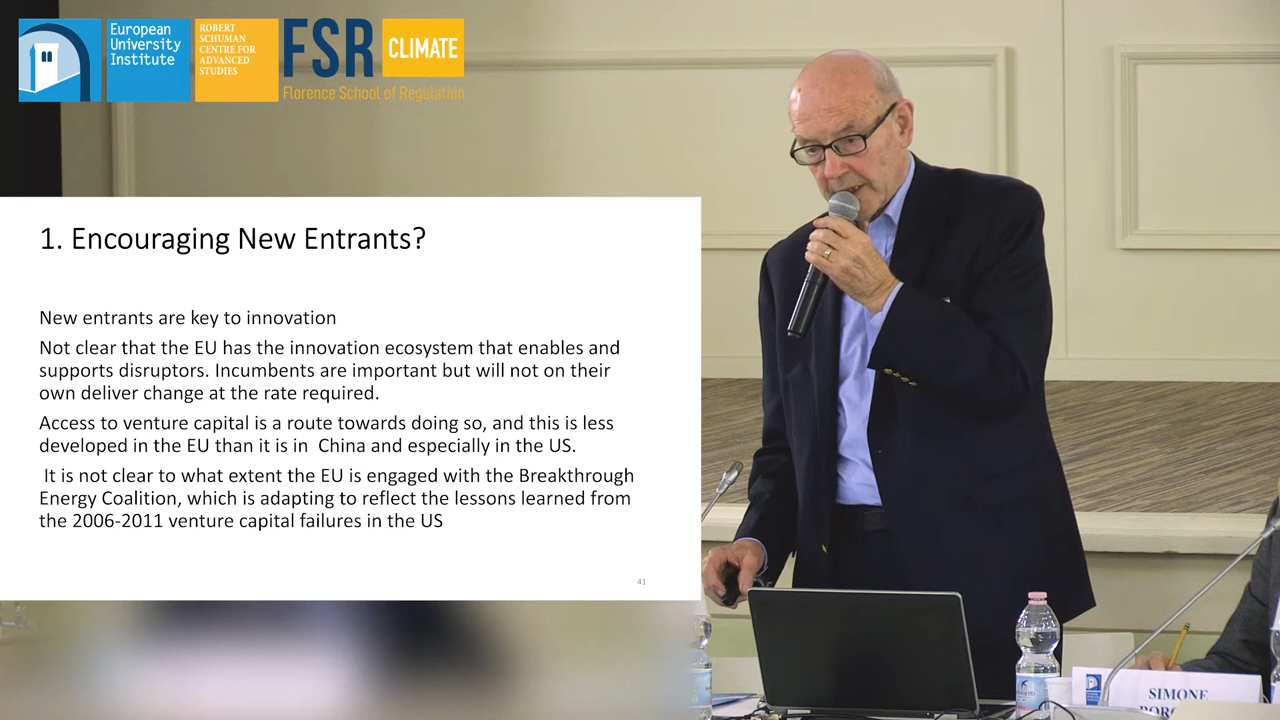 European
University
Institute
ROBERT
SCHUMAN
CENTRE FOR
ADVANCED
STUDIES
FSR
CLIMATE
Florence School of Regulation
1. Encouraging New Entrants?
New entrants are key to innovation
Not clear that the EU has the innovation ecosystem that enables and
supports disruptors. Incumbents are important but will not on their
own deliver change at the rate required.
Access to venture capital is a route towards doing so, and this is less
developed in the EU than it is in  China and especially in the US.
It is not clear to what extent the EU is engaged with the Breakthrough
Energy Coalition, which is adapting to reflect the lessons learned from
the 2006-2011 venture capital failures in the US
41
SIMONE